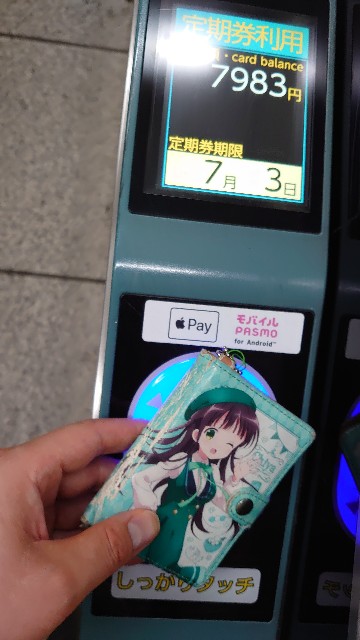 定期券利用
・card balance
7983円
定期券期限
7月 3日
Pay
モバイル
PASMO
for Android™
しっかりタッチ